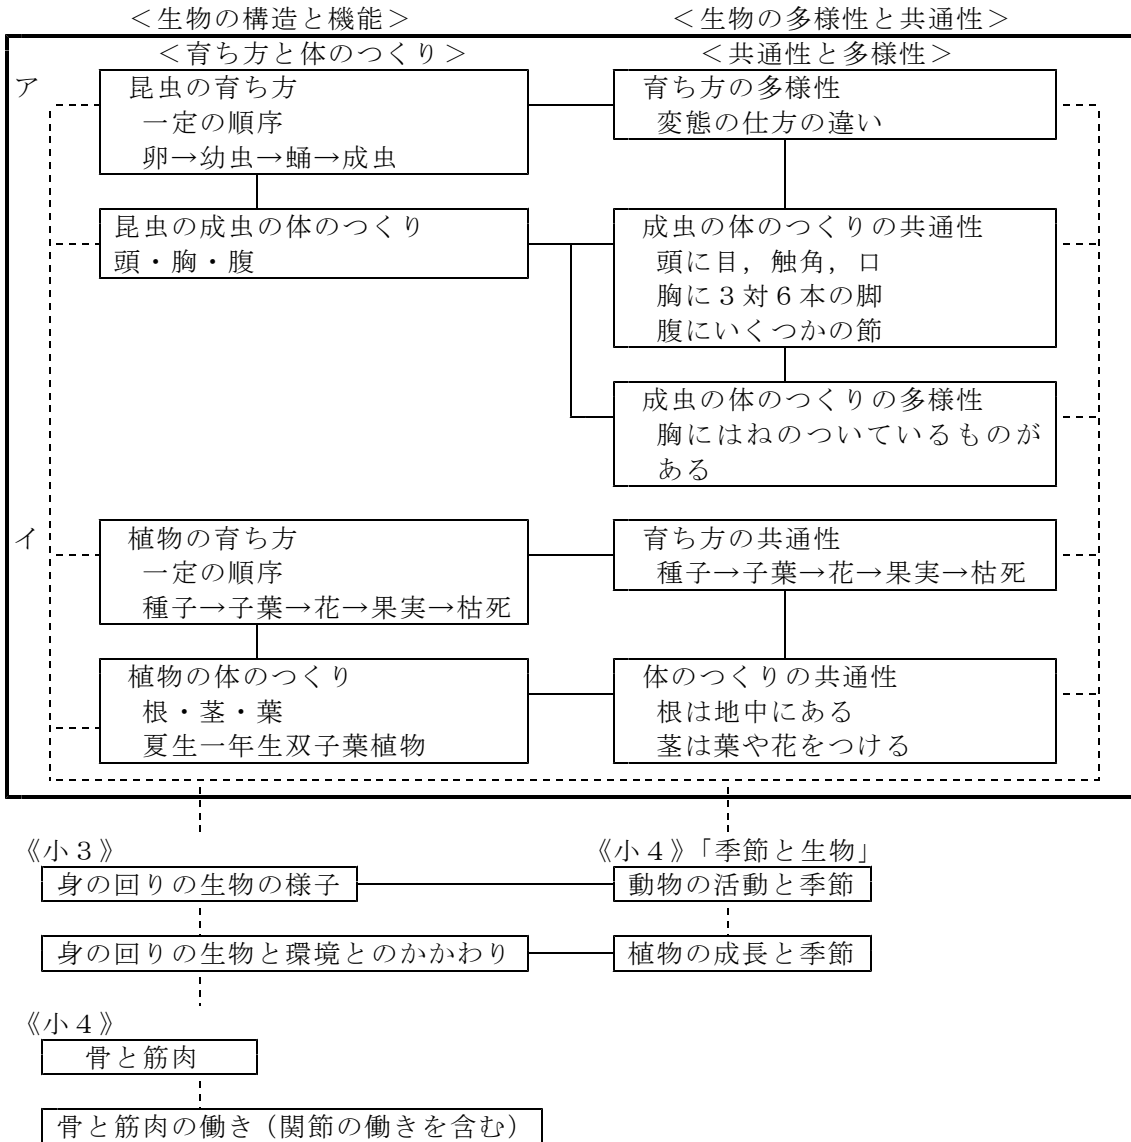 ＜生物の構造と機能＞
＜生物の多様性と共通性＞
＜育ち方と体のつくり＞
＜共通性と多様性＞
ア
昆虫の育ち方
一定の順序
卵→幼虫→蛹→成虫
育ち方の多様性
変態の仕方の違い
昆虫の成虫の体のつくり
頭・胸・腹
成虫の体のつくりの共通性
頭に目，触角，口
胸に３対６本の脚
腹にいくつかの節
成虫の体のつくりの多様性
胸にはねのついているものが
ある
イ
植物の育ち方
一定の順序
種子→子葉→花→果実→枯死
育ち方の共通性
種子→子葉→花→果実→枯死
植物の体のつくり
根・茎・葉
夏生一年生双子葉植物
体のつくりの共通性
根は地中にある
茎は葉や花をつける
《小３》
《小４》「季節と生物」
身の回りの生物の様子
動物の活動と季節
身の回りの生物と環境とのかかわり
植物の成長と季節
《小４》
骨と筋肉
骨と筋肉の働き（関節の働きを含む）